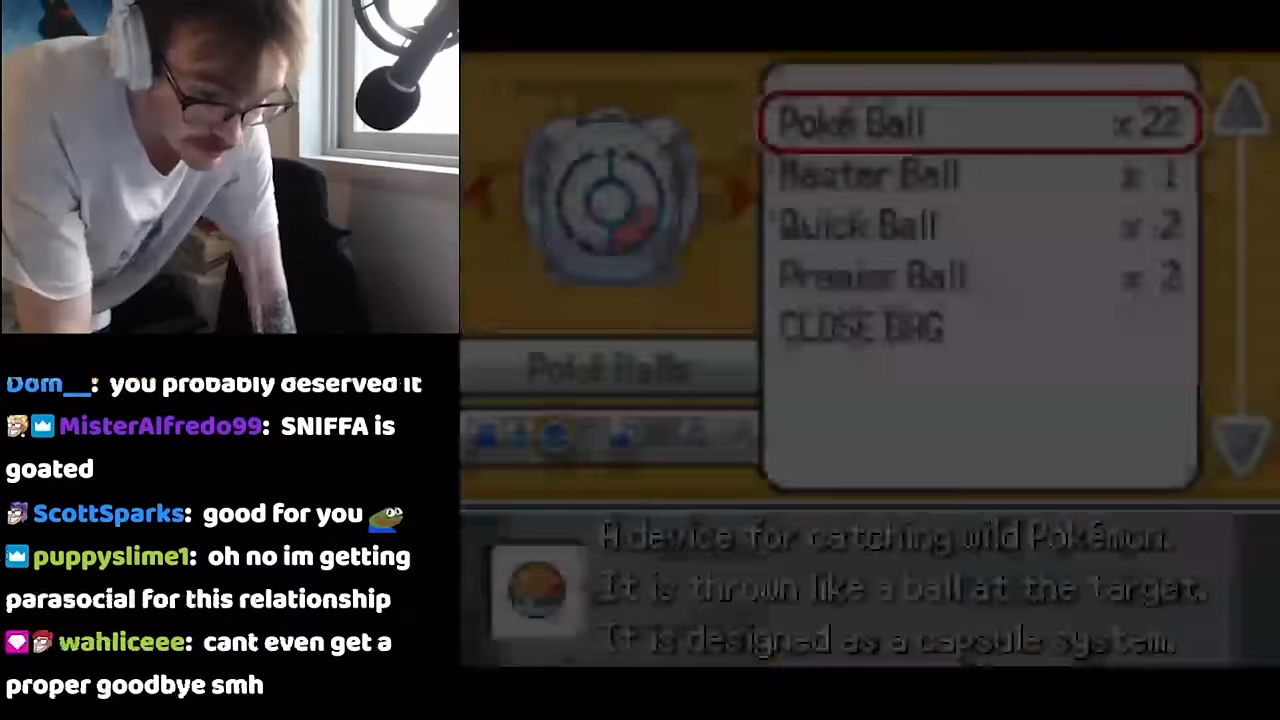 Poké Ball x 22
Master Ball x 1
Quick Ball x 2
Premier Ball x 2
CLOSE BAG
Poké Balls
A device for catching wild Pokémon.
It is thrown like a ball at the target.
It is designed as a capsule system.
Dom__: you probably deserved it
MisterAlfredo99: SNIFFA is
goated
ScottSparks: good for you
puppyslime1: oh no im getting
parasocial for this relationship
wahliceee: cant even get a
proper goodbye smh